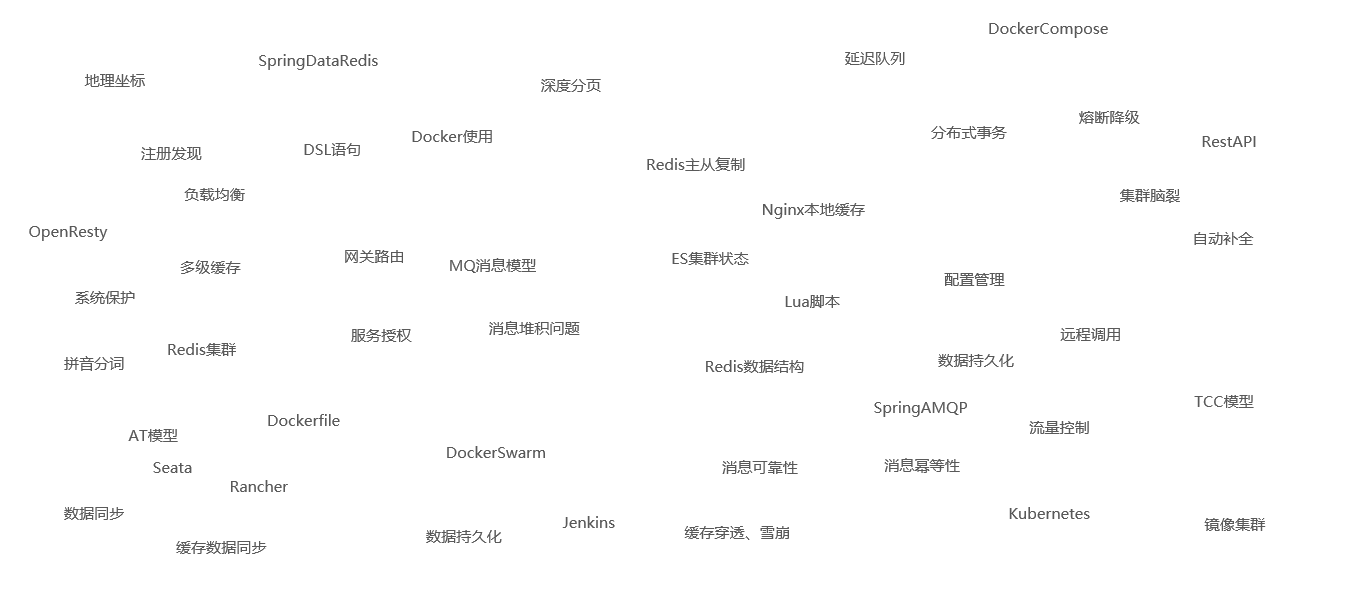 DockerCompose
延迟队列
SpringDataRedis
地理坐标
深度分页
熔断降级
分布式事务
Docker使用
RestAPI
DSL语句
注册发现
Redis主从复制
负载均衡
集群脑裂
Nginx本地缓存
OpenResty
自动补全
网关路由
ES集群状态
MQ消息模型
多级缓存
配置管理
系统保护
Lua脚本
消息堆积问题
远程调用
服务授权
Redis集群
数据持久化
拼音分词
Redis数据结构
TCC模型
SpringAMQP
Dockerfile
流量控制
AT模型
DockerSwarm
消息幂等性
Seata
消息可靠性
Rancher
数据同步
Kubernetes
Jenkins
镜像集群
缓存穿透、雪崩
数据持久化
缓存数据同步